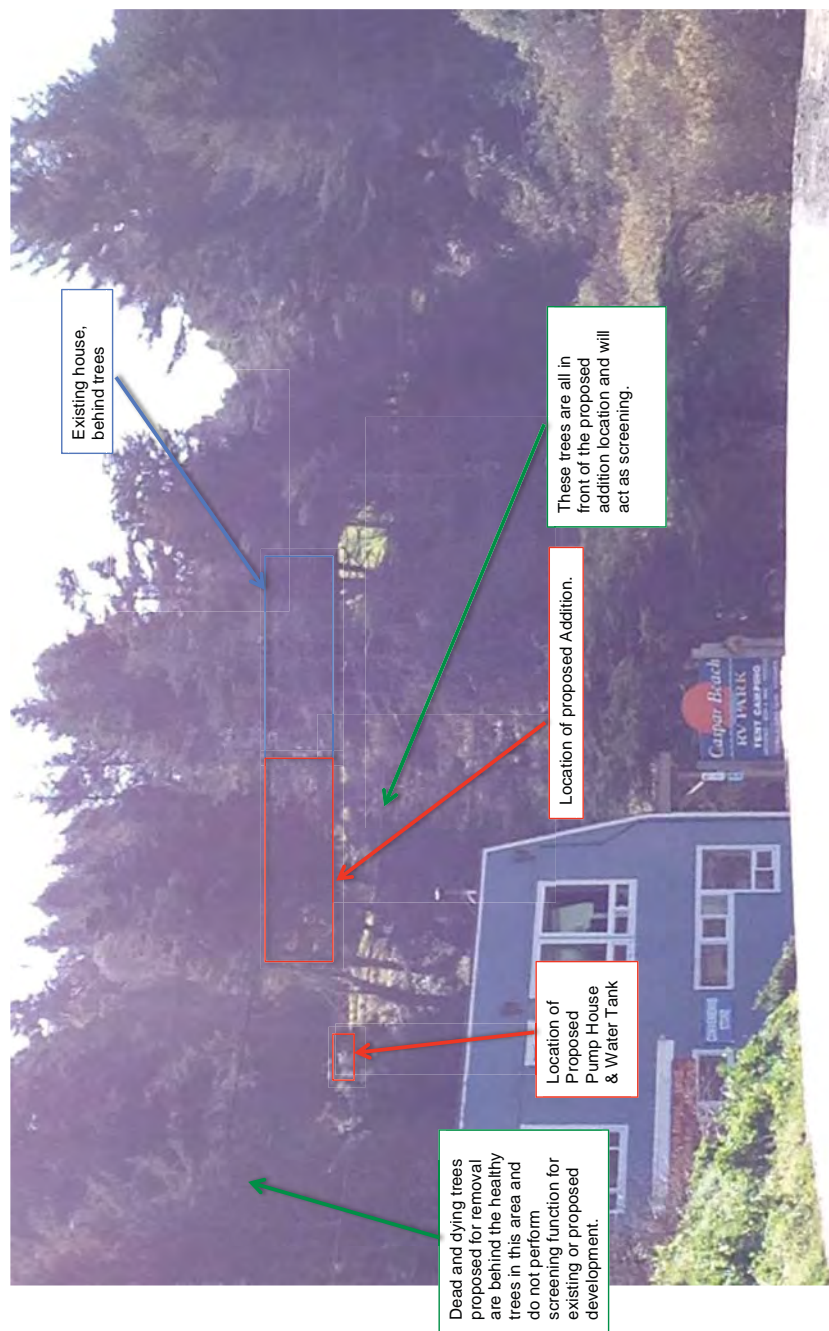 Existing house,
behind trees
Dead and dying trees
proposed for removal
are behind the healthy
trees in this area and
do not perform
screening function for
existing or proposed
development.
Location of
Proposed
Pump House
& Water Tank
Location of proposed Addition.
These trees are all in
front of the proposed
addition location and will
act as screening.
Caspar Beach
RV PARK
TENT CAMPING